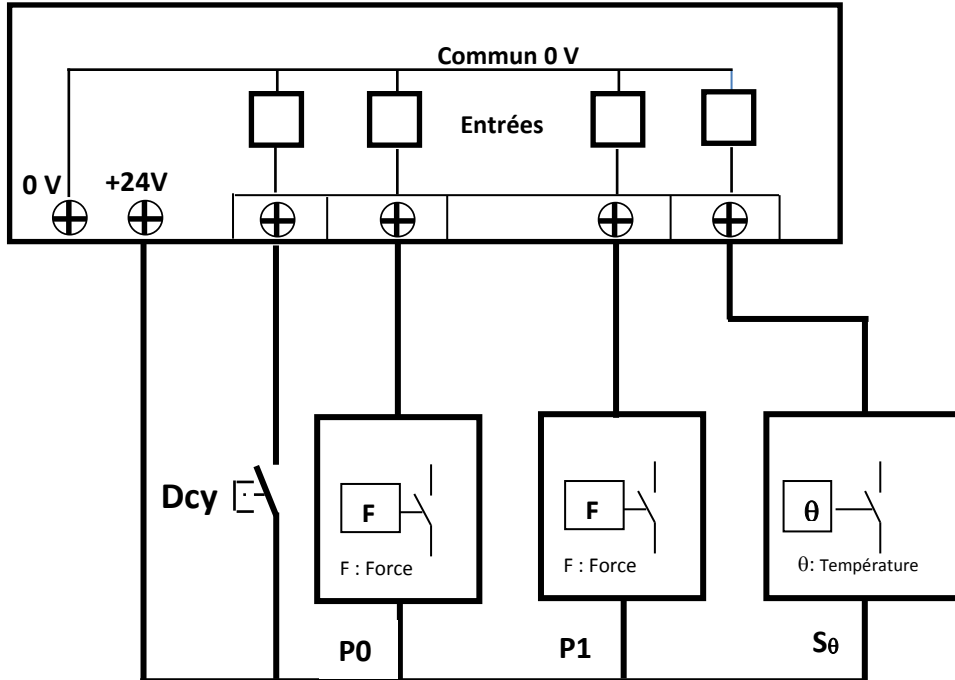 Commun 0 V
Entrées
0 V
+24V
Dcy
F
F : Force
F
F : Force
θ
θ: Température
P0
P1
Sθ